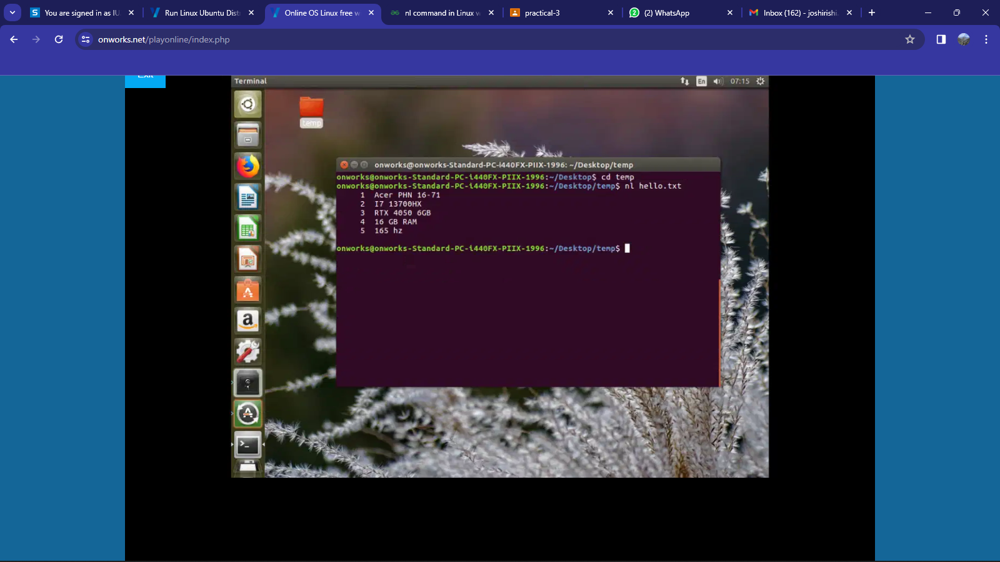 You are signed in as IU
Run Linux Ubuntu Dist
Online OS Linux free w
nl command in Linux w
practical-3
(2) WhatsApp
Inbox (162) - joshirishi.
onworks.net/playonline/index.php
Exit
Terminal
En
07:15
temp
onworks@onworks-Standard-PC-i440FX-PIIX-1996: ~/Desktop/temp
onworks@onworks-Standard-PC-i440FX-PIIX-1996:~/Desktop$ cd temp
onworks@onworks-Standard-PC-i440FX-PIIX-1996:~/Desktop/temp$ nl hello.txt
1 Acer PHN 16-71
2 I7 13700HX
3 RTX 4050 6GB
4 16 GB RAM
5 165 hz
onworks@onworks-Standard-PC-i440FX-PIIX-1996:~/Desktop/temp$